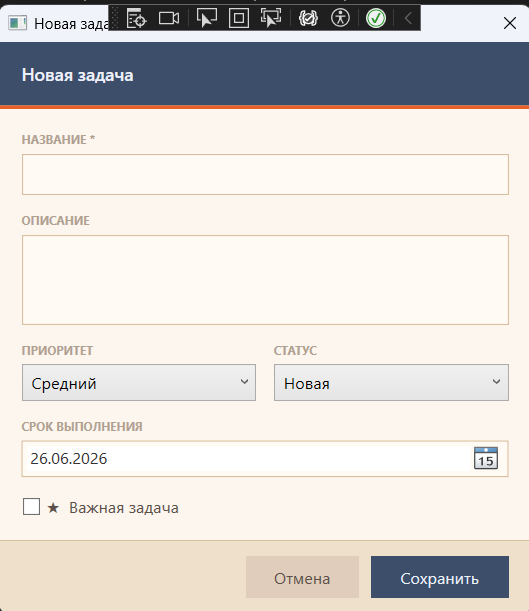 Новая зада
Новая задача
НАЗВАНИЕ *
ОПИСАНИЕ
ПРИОРИТЕТ
СТАТУС
Средний
Новая
СРОК ВЫПОЛНЕНИЯ
26.06.2026
15
★ Важная задача
Отмена
Сохранить